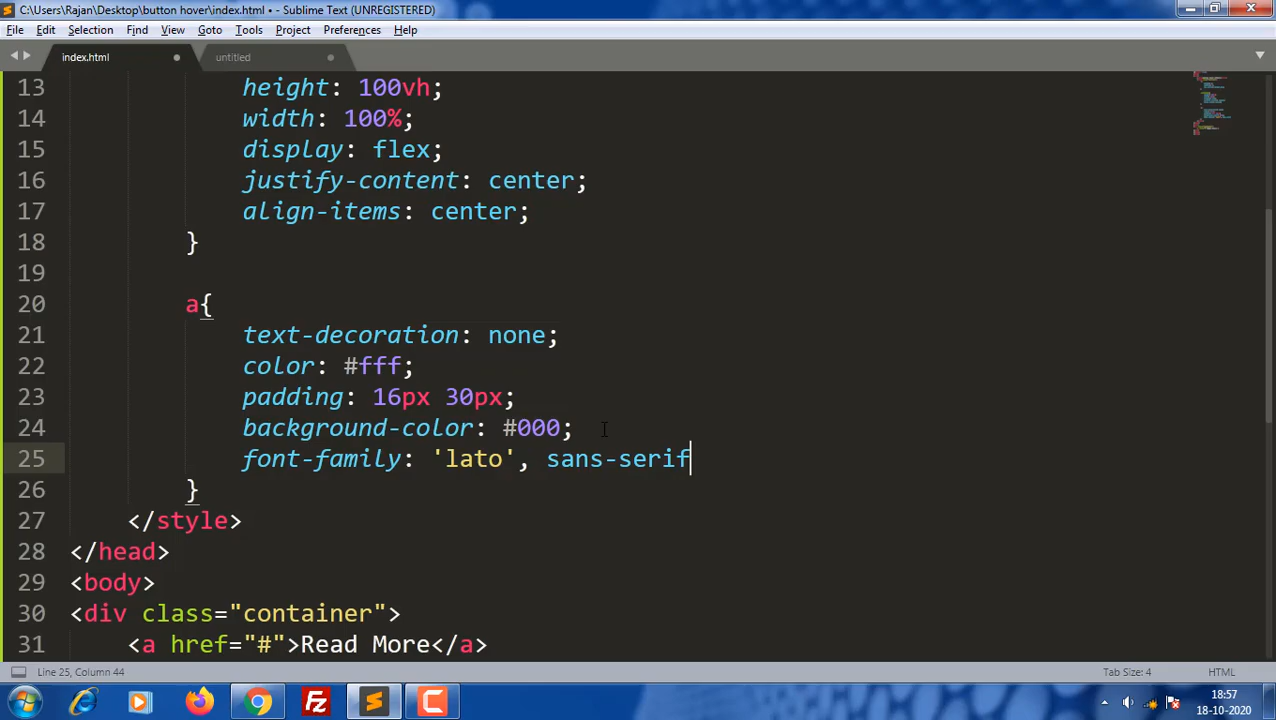 C:\Users\Rajan\Desktop\button hover\index.html • - Sublime Text (UNREGISTERED)
File Edit Selection Find View Goto Tools Project Preferences Help
index.html untitled
13 height: 100vh;
14 width: 100%;
15 display: flex;
16 justify-content: center;
17 align-items: center;
18 }
19
20 a{
21 text-decoration: none;
22 color: #fff;
23 padding: 16px 30px;
24 background-color: #000;
25 font-family: 'lato', sans-serif
26 }
27 </style>
28 </head>
29 <body>
30 <div class="container">
31 <a href="#">Read More</a>
Line 25, Column 44 Tab Size: 4 HTML
18:57
18-10-2020